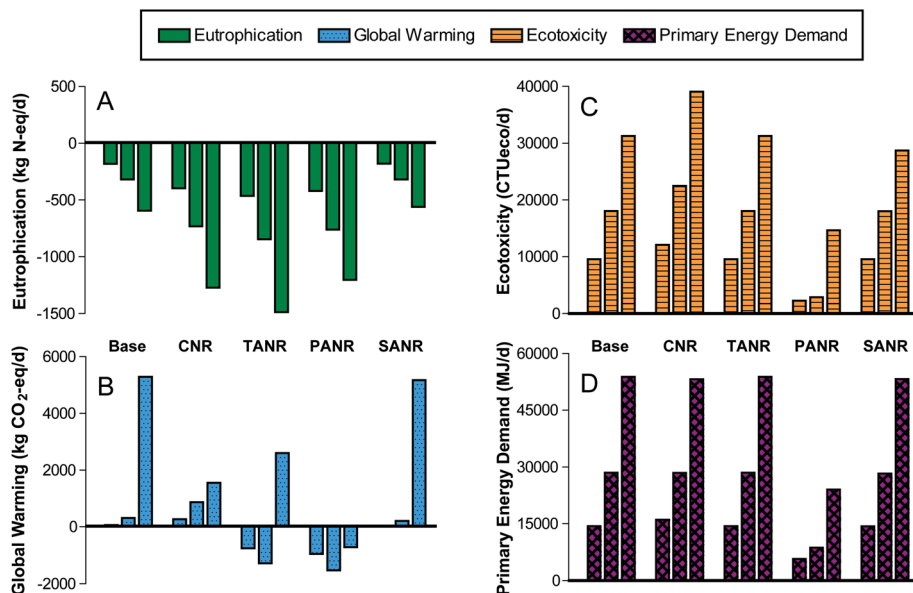 Eutrophication Global Warming Ecotoxicity Primary Energy Demand
A
Eutrophication (kg N-eq/d)
500
0
-500
-1000
-1500
C
Ecotoxicity (CTUeco/d)
40000
30000
20000
10000
0
Base CNR TANR PANR SANR
B
Global Warming (kg CO₂-eq/d)
6000
4000
2000
0
-2000
Base CNR TANR PANR SANR
D
Primary Energy Demand (MJ/d)
60000
45000
30000
15000
0